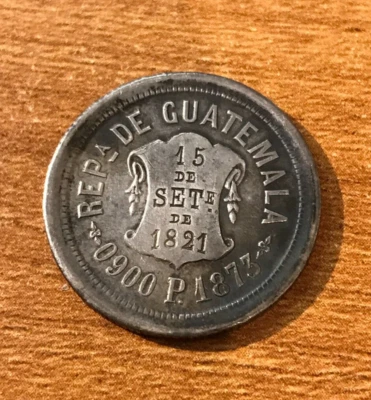 REPᴬ DE GUATEMALA
15
DE
SETᴱ
DE
1821
0900 P. 1873